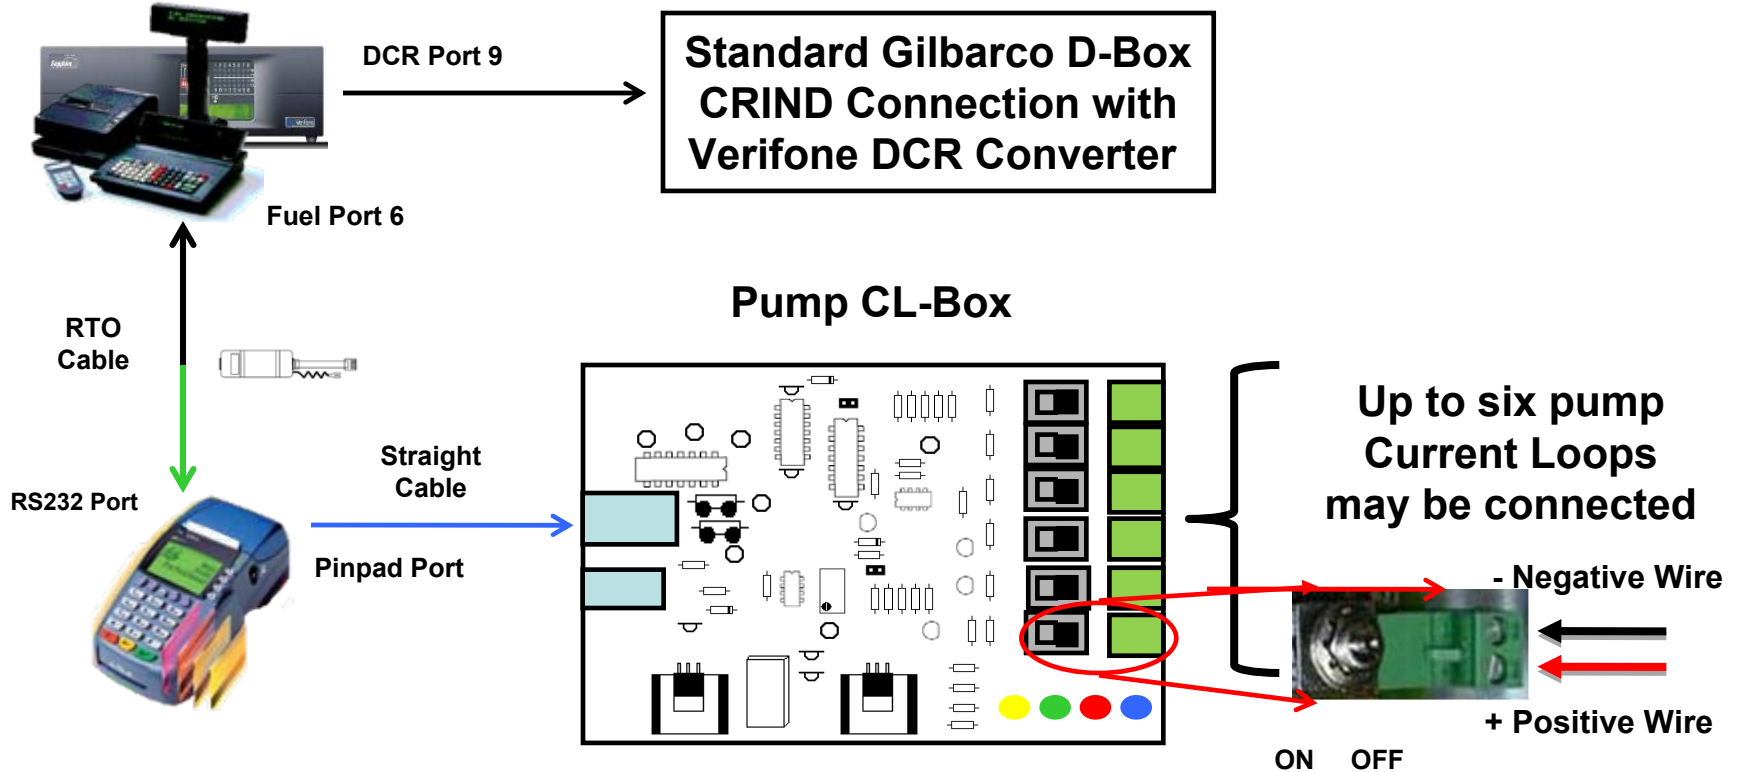 DCR Port 9
Standard Gilbarco D-Box
CRIND Connection with
Verifone DCR Converter
Fuel Port 6
Pump CL-Box
RTO
Cable
Straight
Cable
RS232 Port
Pinpad Port
Up to six pump
Current Loops
may be connected
- Negative Wire
+ Positive Wire
ON OFF